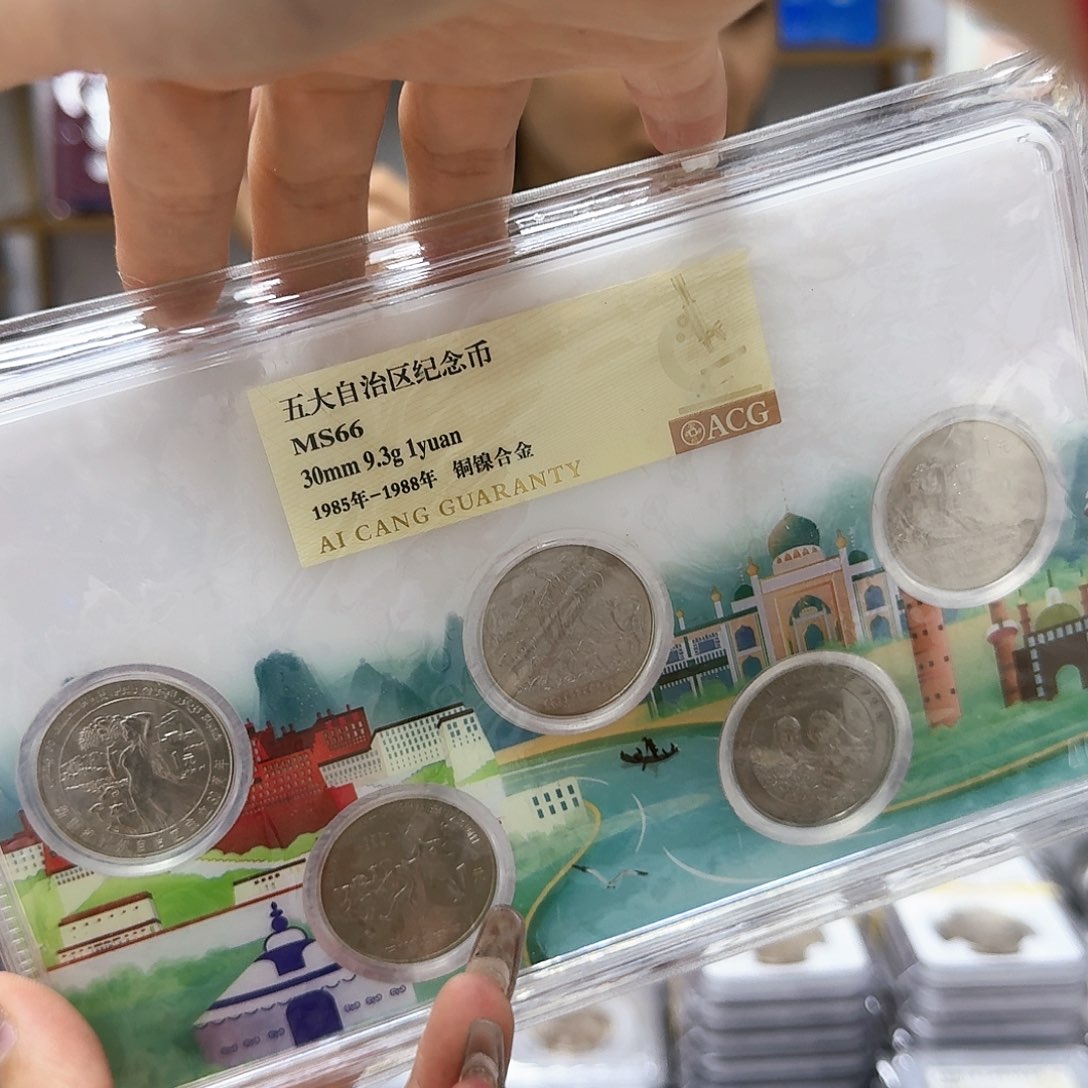 五大自治区纪念币
MS66
30mm 9.3g 1yuan
1985年-1988年 铜镍合金
AI CANG GUARANTY
ACG